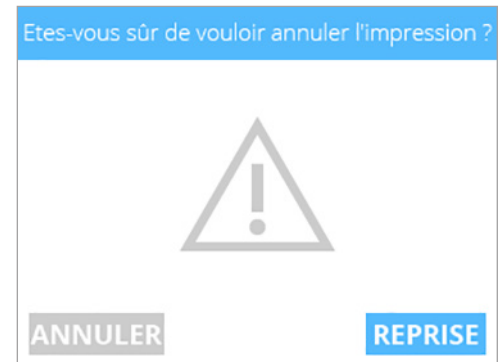 Etes-vous sûr de vouloir annuler l'impression ?
ANNULER
REPRISE